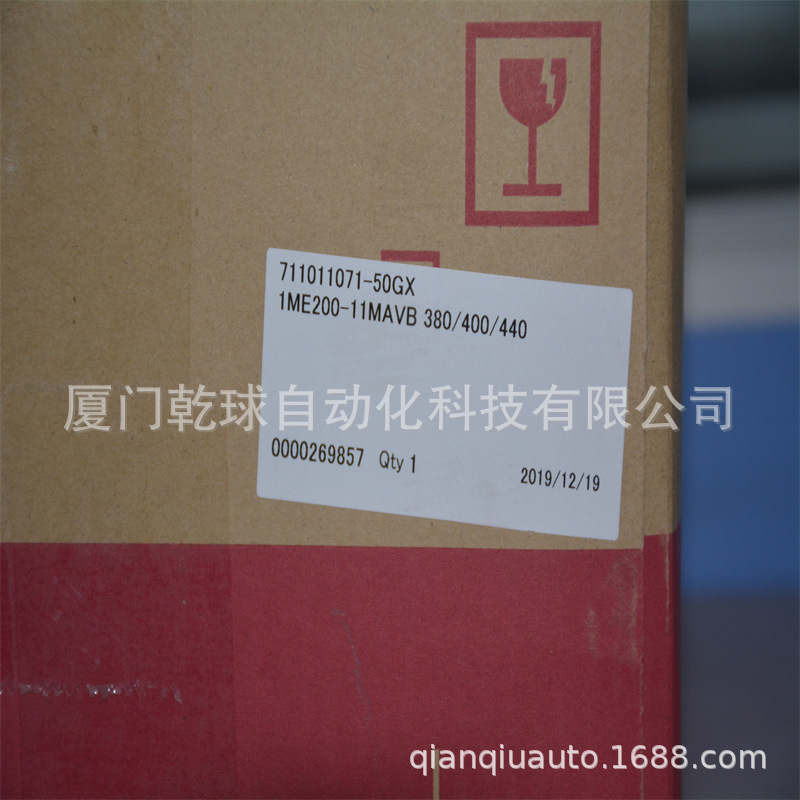 711011071-50GX
1ME200-11MAVB 380/400/440
厦门乾球自动化科技有限公司
0000269857 Qty 1
2019/12/19
qianqiuauto.1688.com